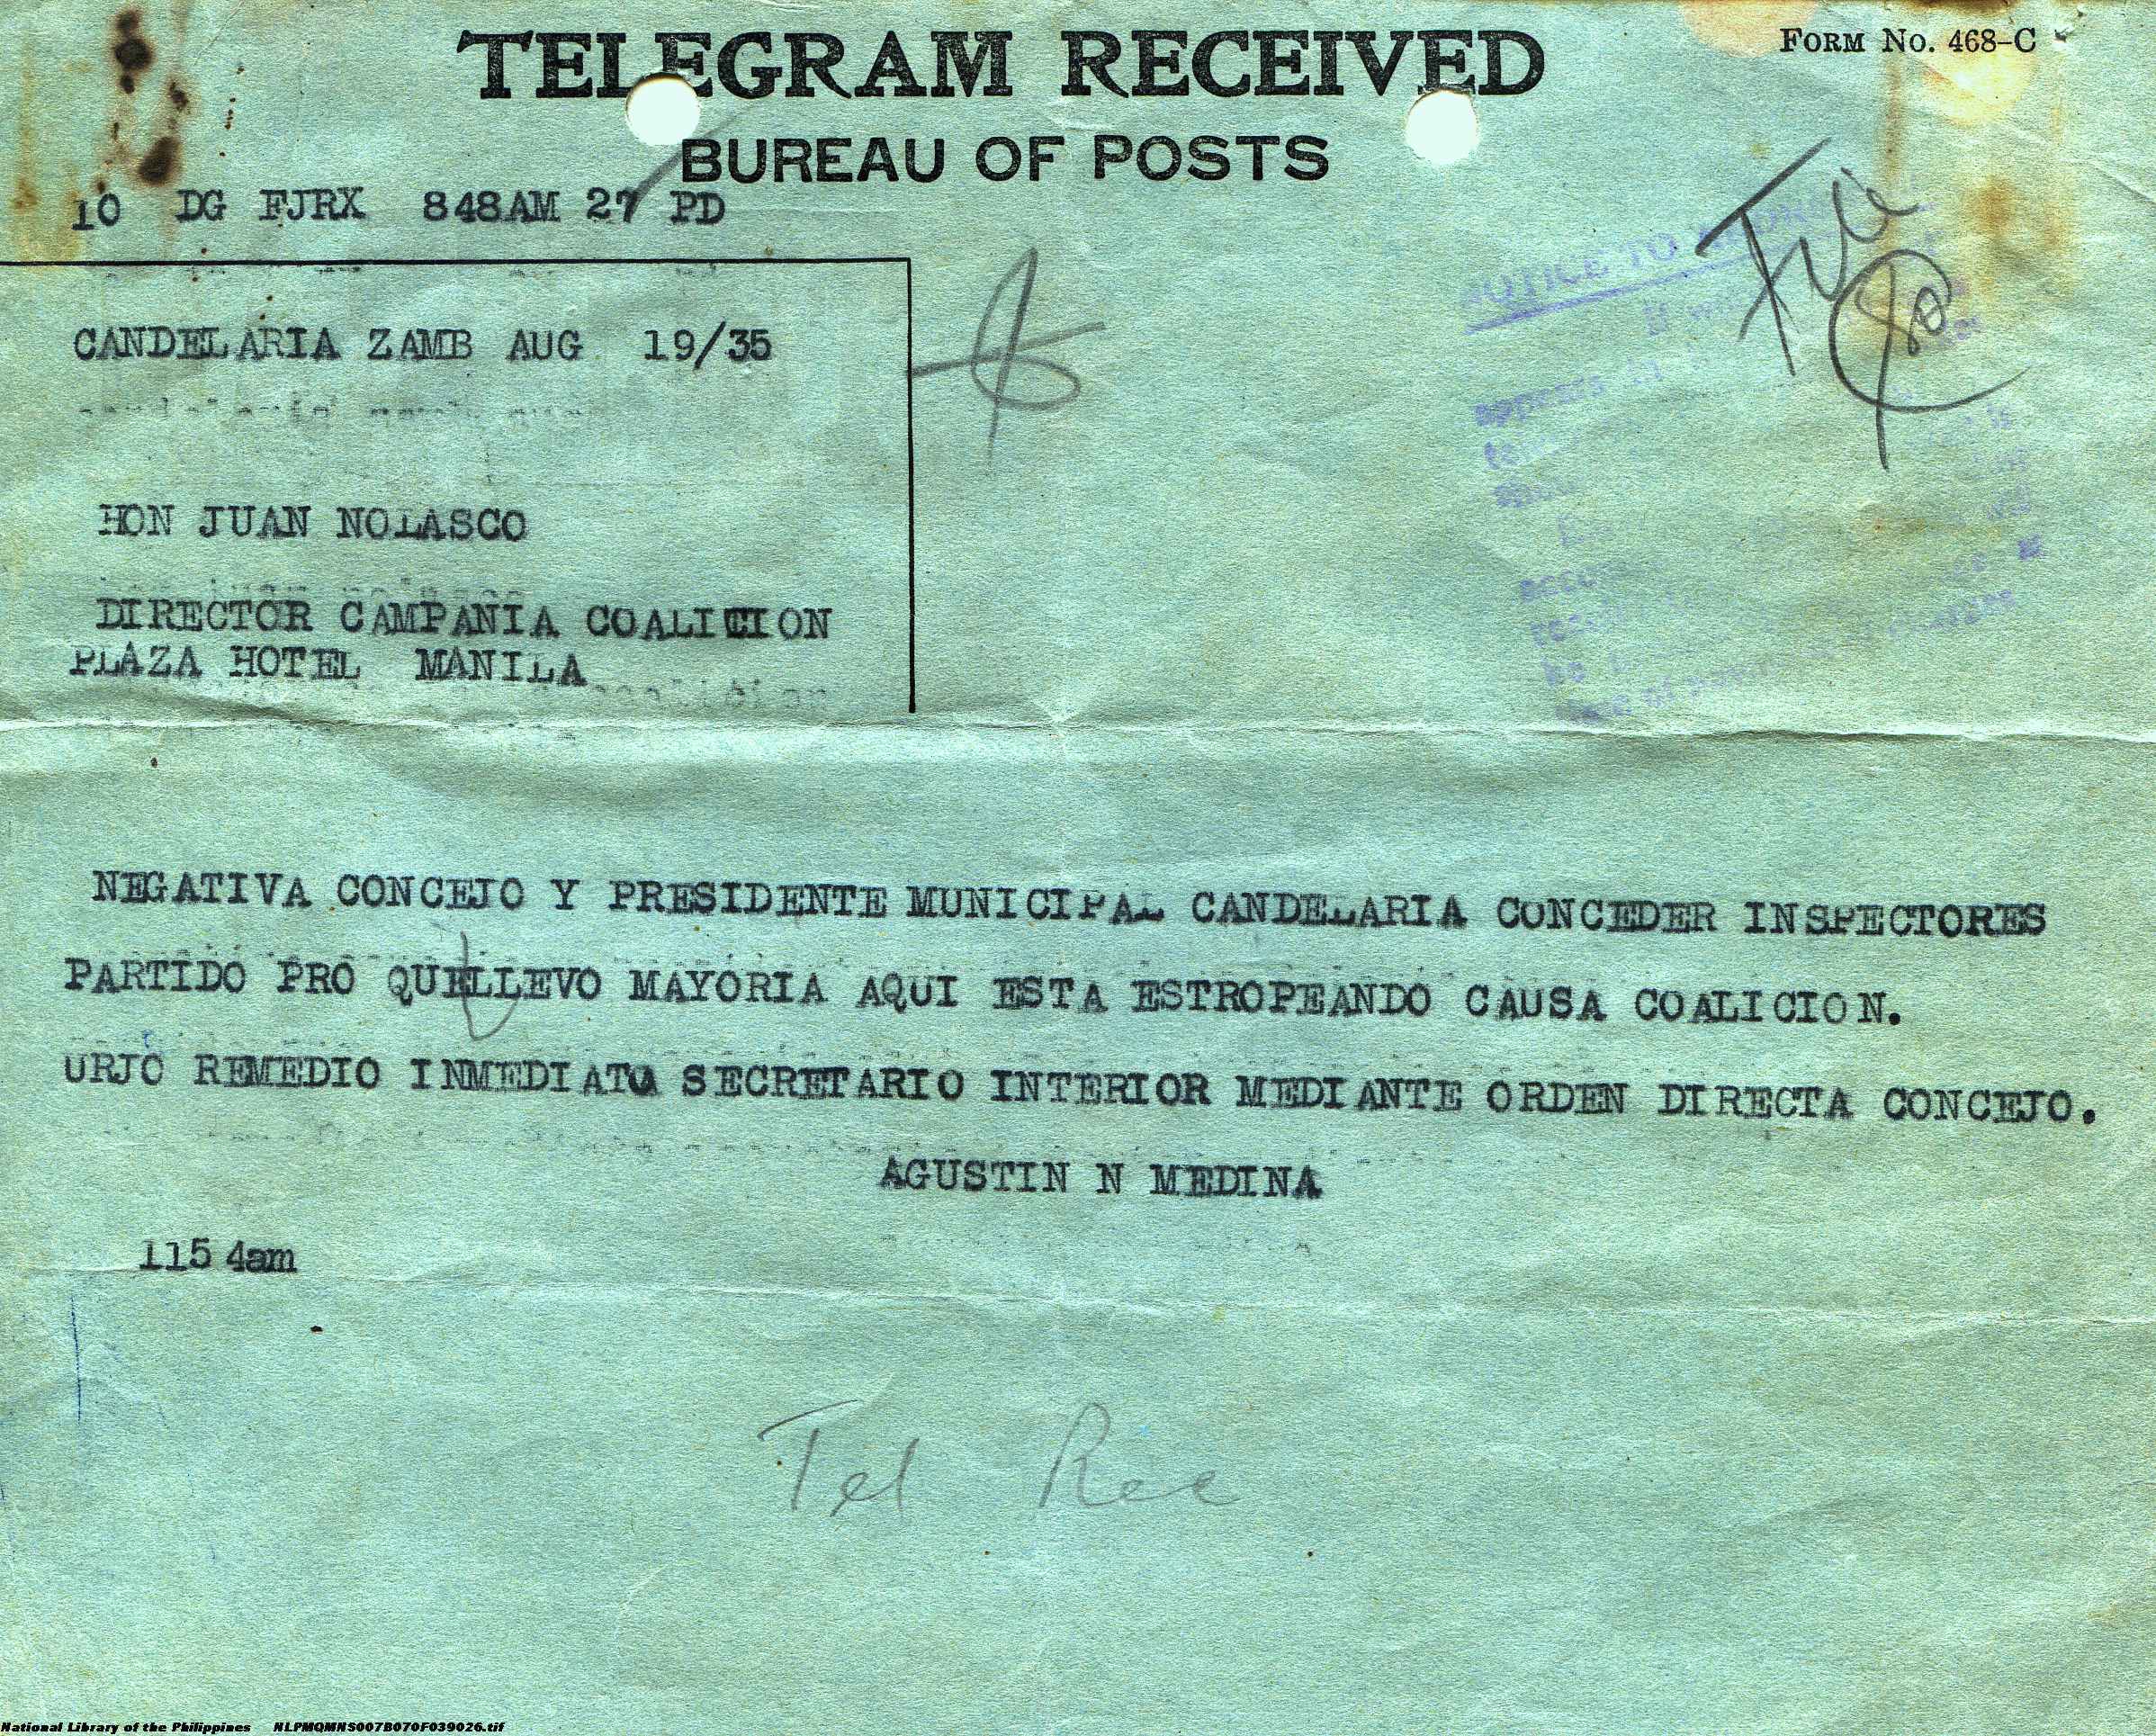 FORM NO. 468-C
TELEGRAM RECEIVED
BUREAU OF POSTS
10 DG FJRX 848AM 27 PD
File
CANDELARIA ZAMB AUG 19/35
NOTICE TO
HON JUAN NOLASCO
DIRECTOR CAMPANIA COALICION
PLAZA HOTEL MANILA
NEGATIVA CONCEJO Y PRESIDENTE MUNICIPAL CANDELARIA CONCEDER INSPECTORES
PARTIDO PRO QUELLEVO MAYORIA AQUI ESTA ESTROPEANDO CAUSA COALICION.
URJO REMEDIO INMEDIATO SECRETARIO INTERIOR MEDIANTE ORDEN DIRECTA CONCEJO.
AGUSTIN N MEDINA
1154am
Tel Rec
National Library of the Philippines NLPMQMNS007B070F039026.tif